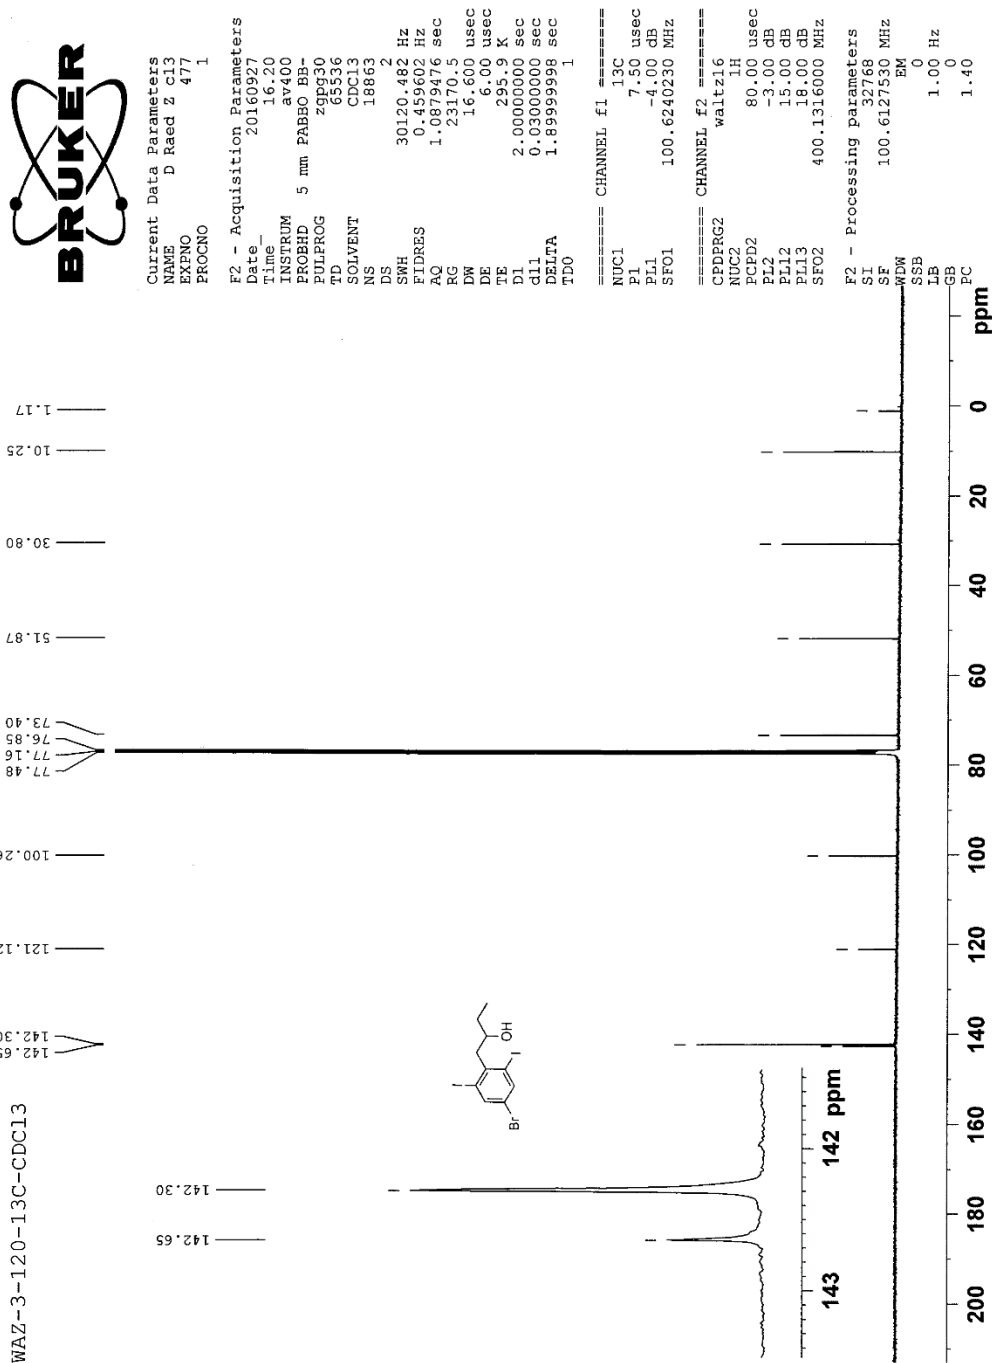 WAZ-3-120-13C-CDCl3
142.65
142.30
121.12
100.26
77.48
77.16
76.85
73.40
51.87
30.80
10.25
1.17
142.65
142.30
143
142
ppm
Br
I
I
OH
200
180
160
140
120
100
80
60
40
20
0
ppm
BRUKER
Current Data Parameters
NAME D Raed Z c13
EXPNO 477
PROCNO 1
F2 - Acquisition Parameters
Date_ 20160927
Time 16.20
INSTRUM av400
PROBHD 5 mm PABBO BB-
PULPROG zgpg30
TD 65536
SOLVENT CDCl3
NS 18863
DS 2
SWH 30120.482 Hz
FIDRES 0.459602 Hz
AQ 1.0879476 sec
RG 23170.5
DW 16.600 usec
DE 6.00 usec
TE 295.9 K
D1 2.00000000 sec
d11 0.03000000 sec
DELTA 1.89999998 sec
TD0 1
======== CHANNEL f1 ========
NUC1 13C
P1 7.50 usec
PL1 -4.00 dB
SFO1 100.6240230 MHz
======== CHANNEL f2 ========
CPDPRG2 waltz16
NUC2 1H
PCPD2 80.00 usec
PL2 -3.00 dB
PL12 15.00 dB
PL13 18.00 dB
SFO2 400.1316000 MHz
F2 - Processing parameters
SI 32768
SF 100.6127530 MHz
WDW EM
SSB 0
LB 1.00 Hz
GB 0
PC 1.40